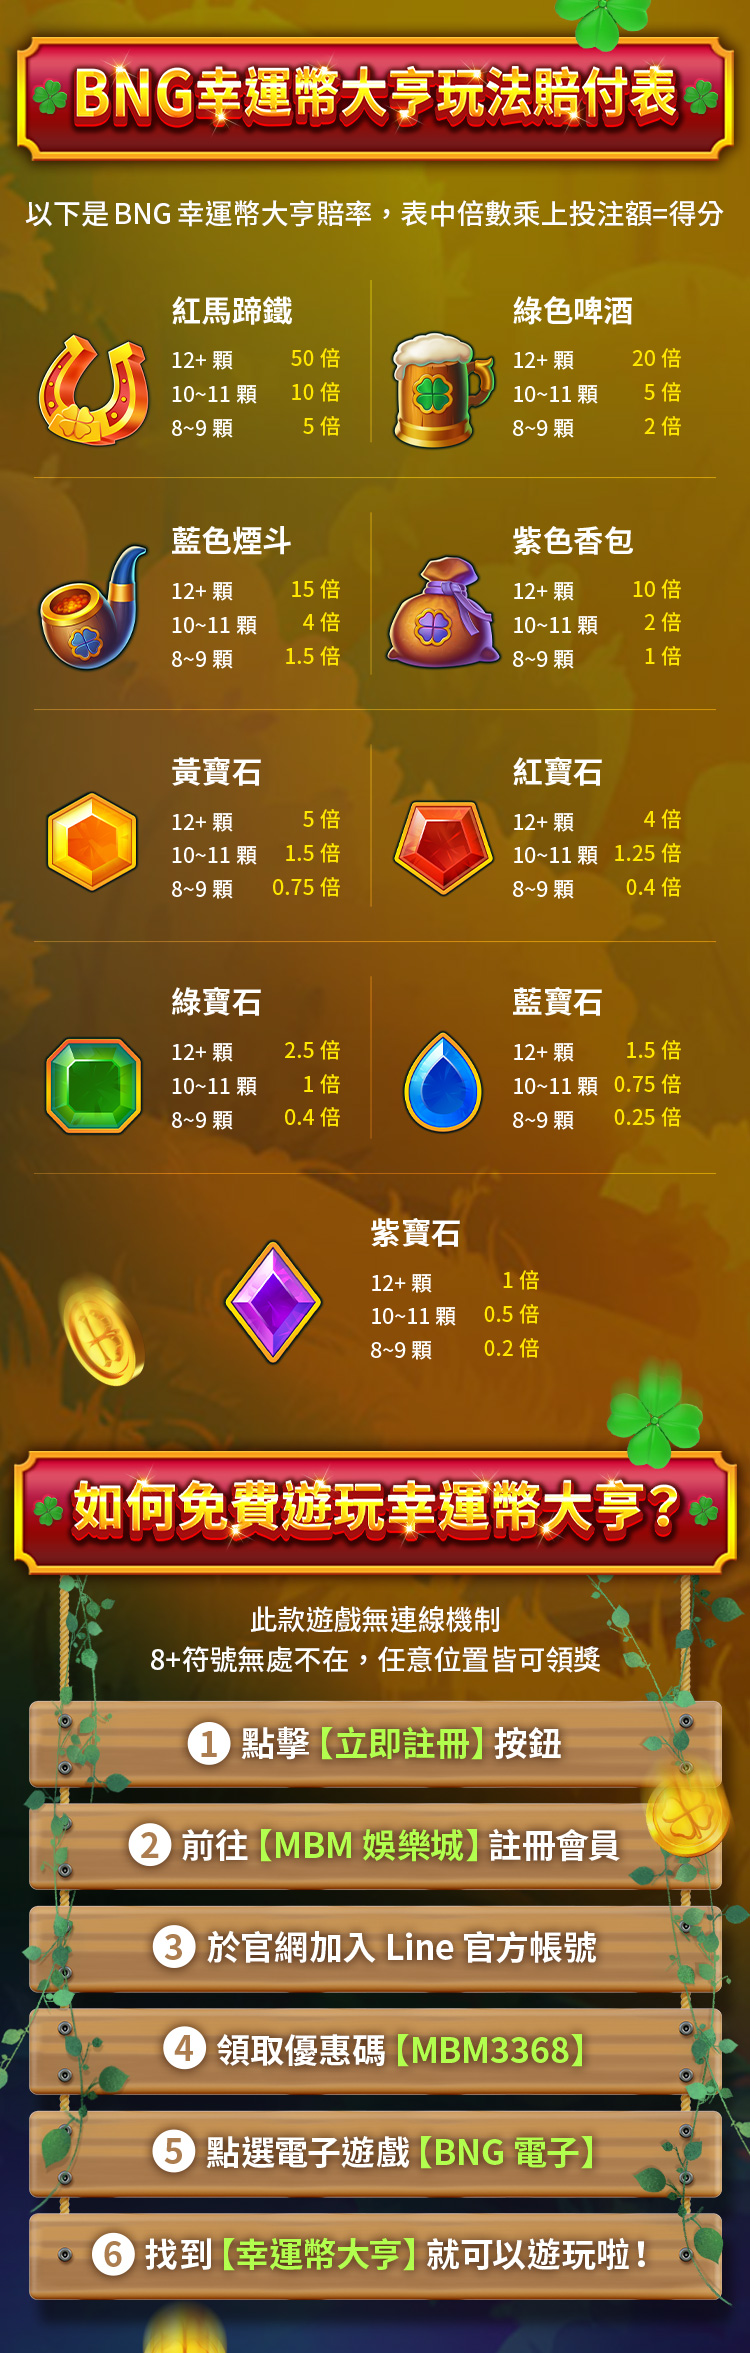 BNG幸運幣大亨玩法賠付表
以下是 BNG 幸運幣大亨賠率，表中倍數乘上投注額=得分
紅馬蹄鐵
12+ 顆 50 倍
10~11 顆 10 倍
8~9 顆 5 倍
綠色啤酒
12+ 顆 20 倍
10~11 顆 5 倍
8~9 顆 2 倍
藍色煙斗
12+ 顆 15 倍
10~11 顆 4 倍
8~9 顆 1.5 倍
紫色香包
12+ 顆 10 倍
10~11 顆 2 倍
8~9 顆 1 倍
黃寶石
12+ 顆 5 倍
10~11 顆 1.5 倍
8~9 顆 0.75 倍
紅寶石
12+ 顆 4 倍
10~11 顆 1.25 倍
8~9 顆 0.4 倍
綠寶石
12+ 顆 2.5 倍
10~11 顆 1 倍
8~9 顆 0.4 倍
藍寶石
12+ 顆 1.5 倍
10~11 顆 0.75 倍
8~9 顆 0.25 倍
紫寶石
12+ 顆 1 倍
10~11 顆 0.5 倍
8~9 顆 0.2 倍
如何免費遊玩幸運幣大亨？
此款遊戲無連線機制
8+符號無處不在，任意位置皆可領獎
1 點擊【立即註冊】按鈕
2 前往【MBM 娛樂城】註冊會員
3 於官網加入 Line 官方帳號
4 領取優惠碼【MBM3368】
5 點選電子遊戲【BNG 電子】
6 找到【幸運幣大亨】就可以遊玩啦！